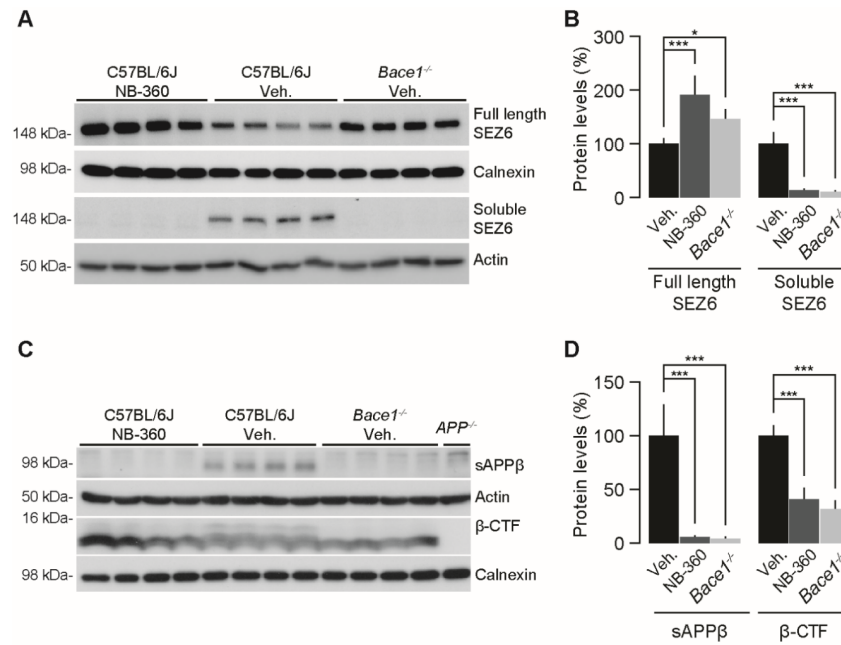 A
C57BL/6J C57BL/6J Bace1-/-
NB-360 Veh. Veh.
148 kDa- Full length
SEZ6
98 kDa- Calnexin
148 kDa- Soluble
SEZ6
50 kDa- Actin
B
Protein levels (%)
300
200
100
0
* *** *** ***
Veh. NB-360 Bace1-/- Veh. NB-360 Bace1-/-
Full length Soluble
SEZ6 SEZ6
C
C57BL/6J C57BL/6J Bace1-/- APP-/-
NB-360 Veh. Veh.
98 kDa- sAPPβ
50 kDa- Actin
16 kDa- β-CTF
98 kDa- Calnexin
D
Protein levels (%)
150
100
50
0
*** *** *** ***
Veh. NB-360 Bace1-/- Veh. NB-360 Bace1-/-
sAPPβ β-CTF